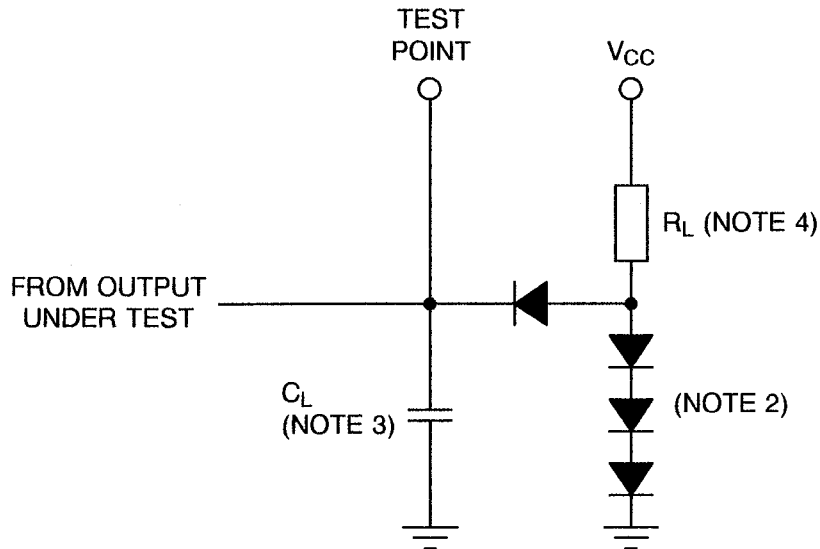 TEST
POINT
VCC
RL (NOTE 4)
FROM OUTPUT
UNDER TEST
CL
(NOTE 3)
(NOTE 2)